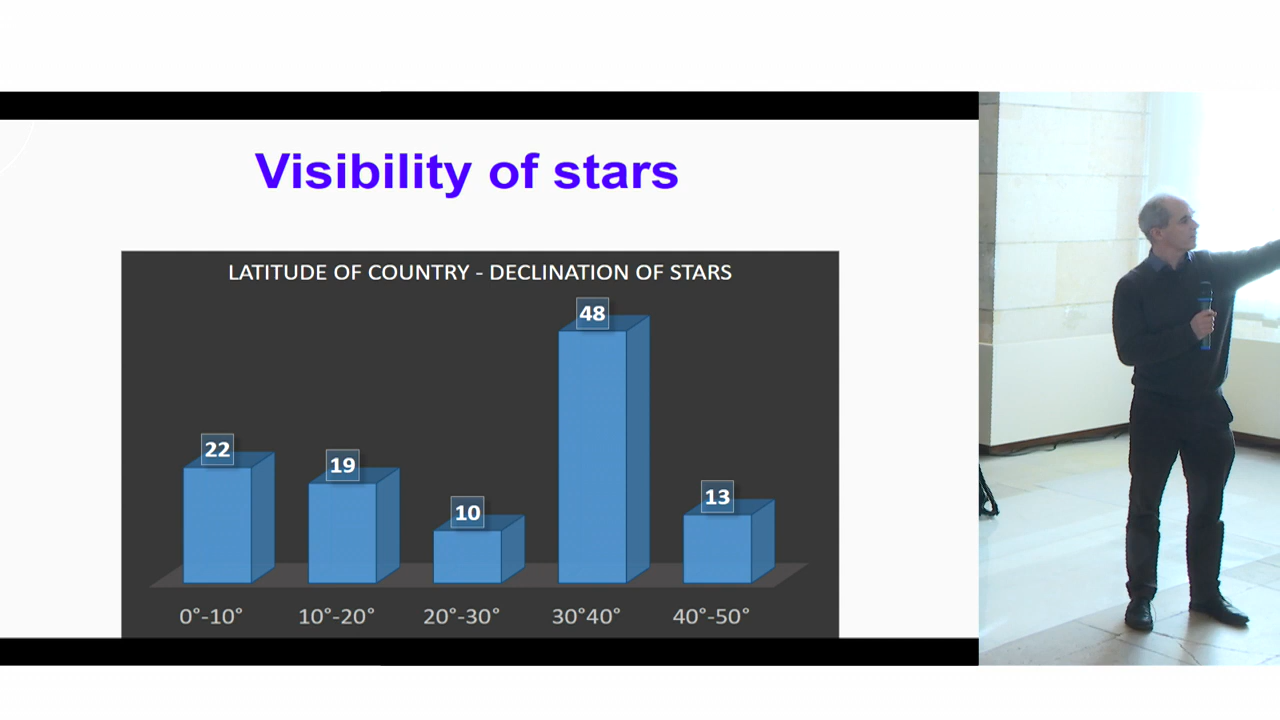 Visibility of stars
LATITUDE OF COUNTRY - DECLINATION OF STARS
48
22
19
10
13
0°-10° 10°-20° 20°-30° 30°40° 40°-50°